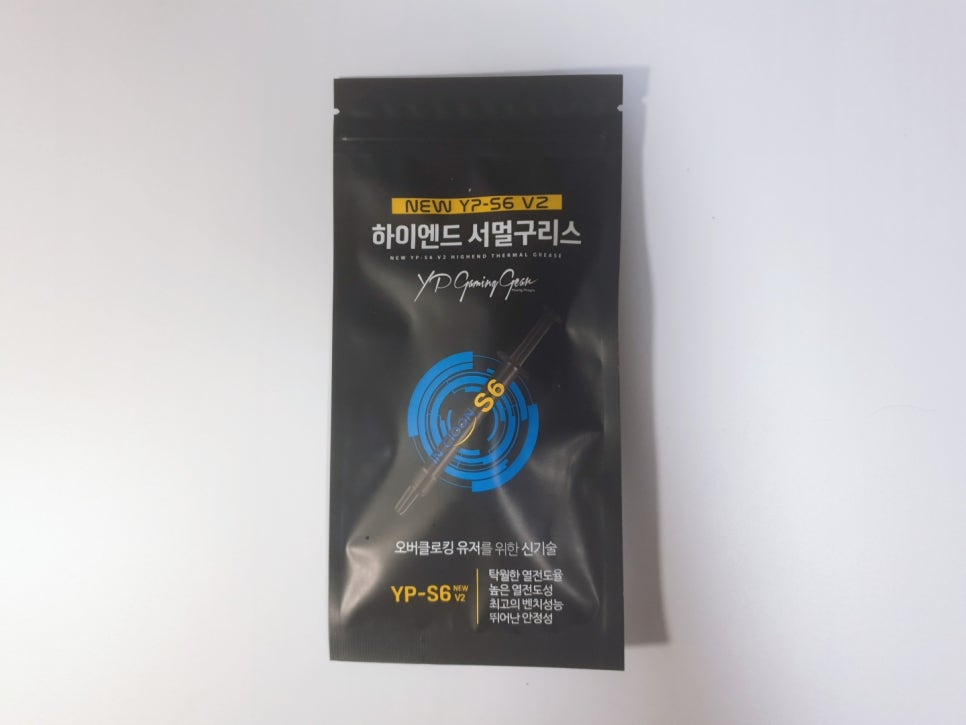 NEW YP-S6 V2
하이엔드 서멀구리스
NEW YP-S6 V2 HIGHEND THERMAL GREASE
YP Gaming Gear
S6
오버클로킹 유저를 위한 신기술
YP-S6 NEW V2
탁월한 열전도율
높은 열전도성
최고의 벤치성능
뛰어난 안정성